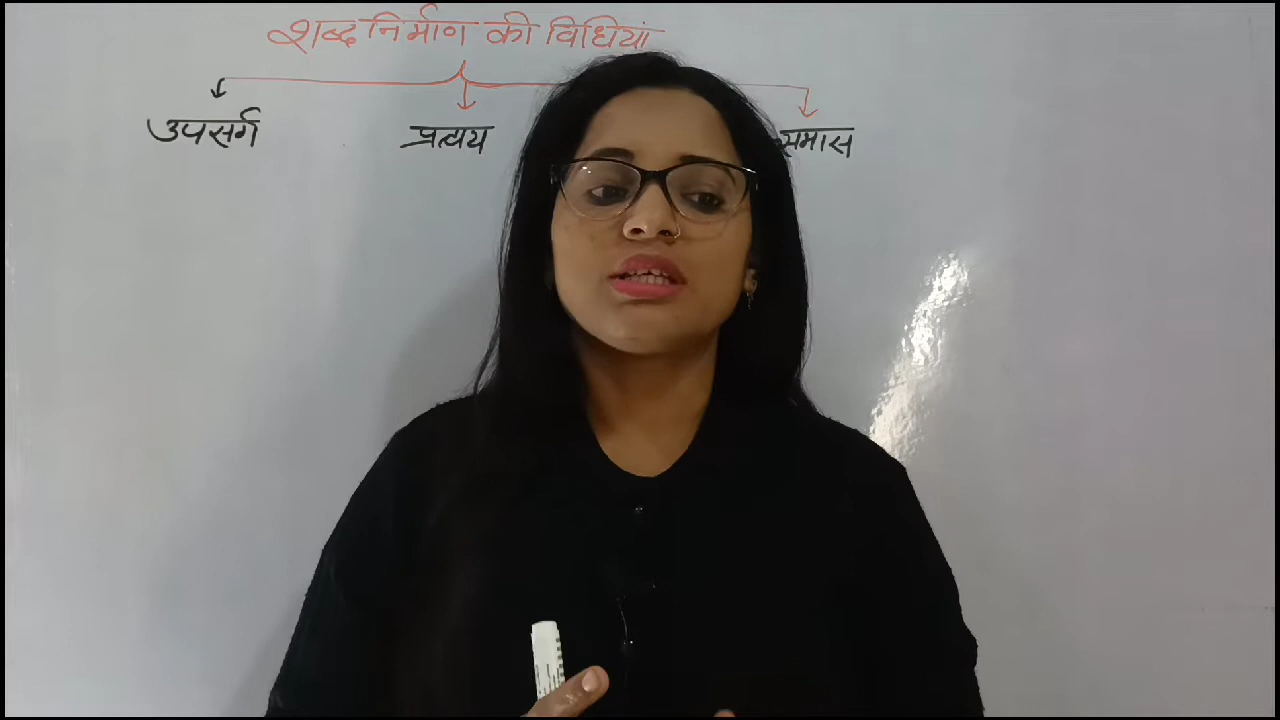 शब्द निर्माण की विधियां
उपसर्ग प्रत्यय समास